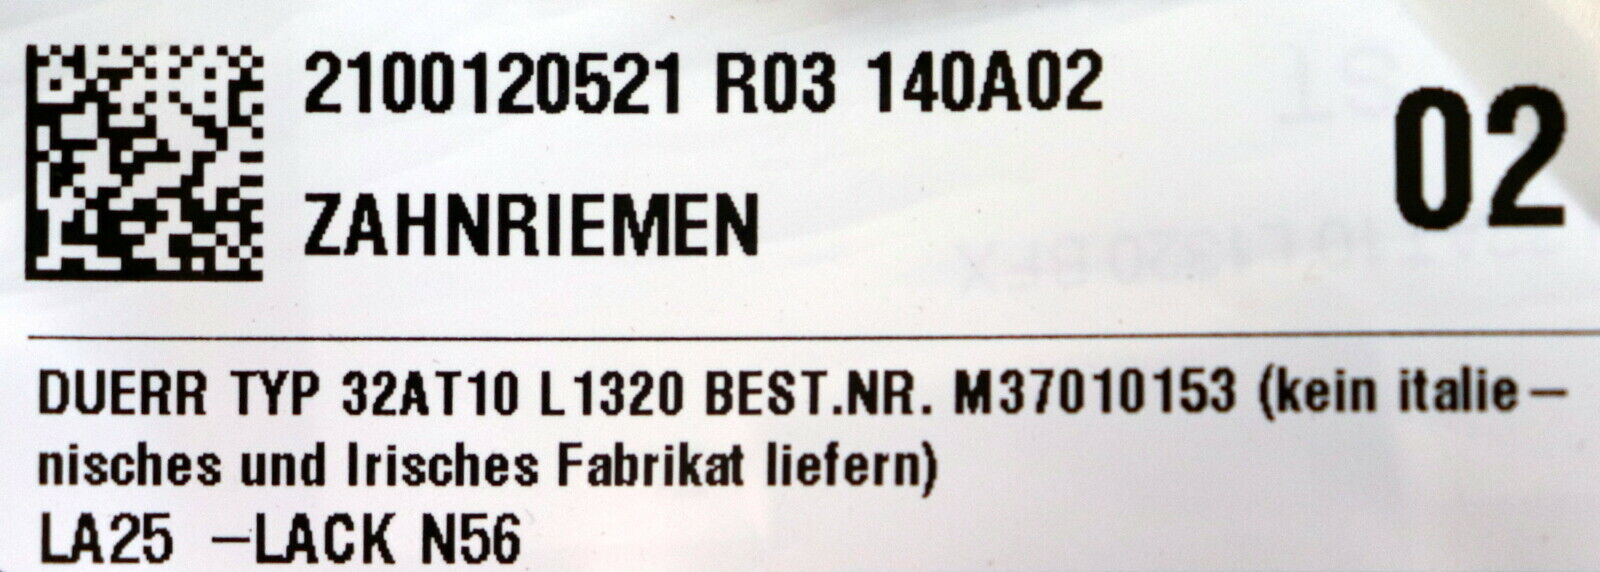 2100120521 R03 140A02
02
ZAHNRIEMEN
DUERR TYP 32AT10 L1320 BEST.NR. M37010153 (kein italie-
nisches und Irisches Fabrikat liefern)
LA25 -LACK N56